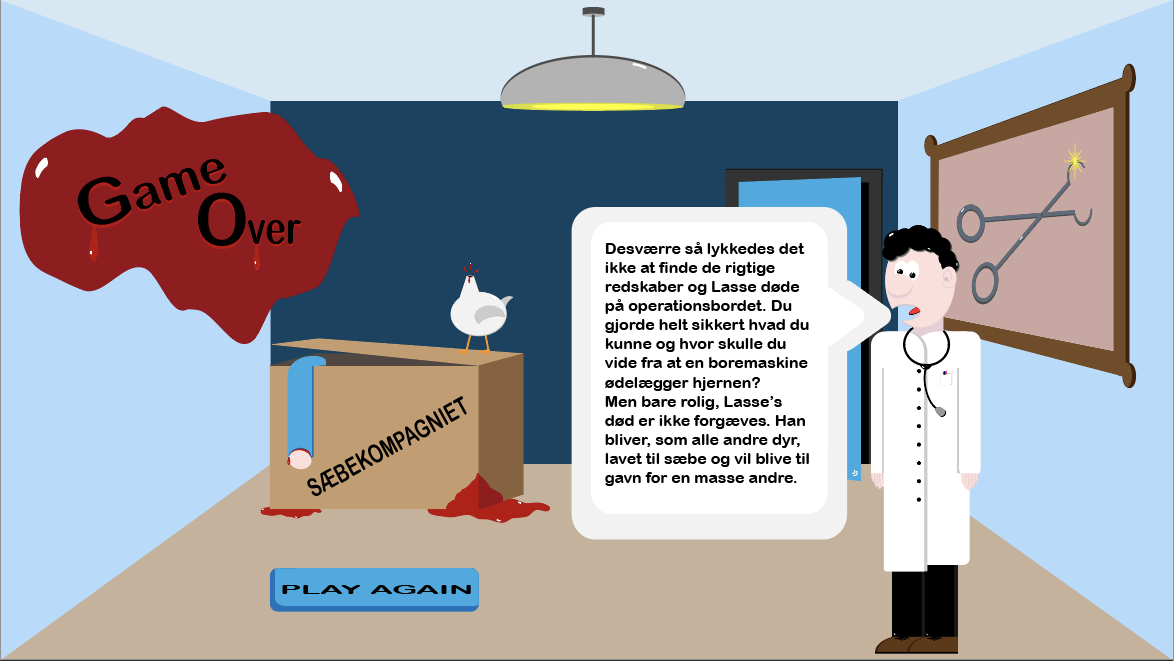 Game
Over
Desværre så lykkedes det
ikke at finde de rigtige
redskaber og Lasse døde
på operationsbordet. Du
gjorde helt sikkert hvad du
kunne og hvor skulle du
vide fra at en boremaskine
ødelægger hjernen?
Men bare rolig, Lasse’s
død er ikke forgæves. Han
bliver, som alle andre dyr,
lavet til sæbe og vil blive til
gavn for en masse andre.
SÆBEKOMPAGNIET
PLAY AGAIN